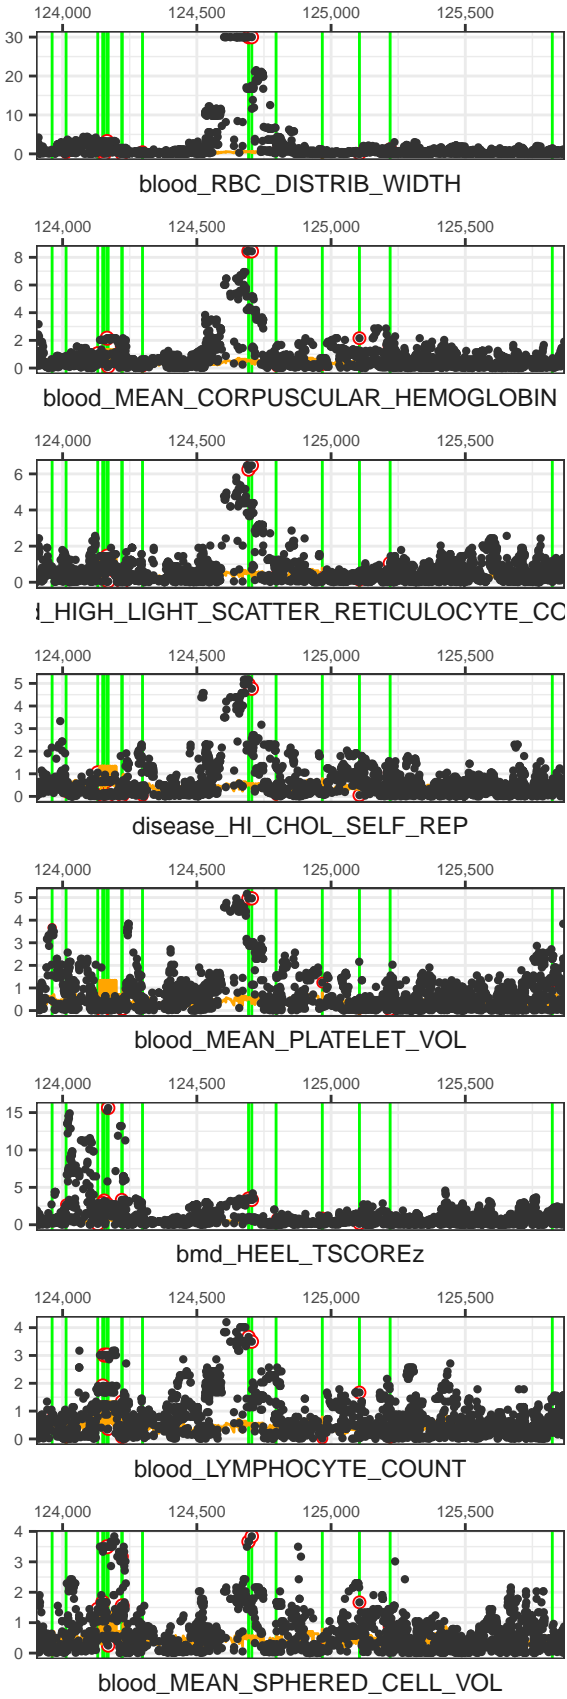 124,000 124,500 125,000 125,500
30
20
10
0
blood_RBC_DISTRIB_WIDTH
124,000 124,500 125,000 125,500
8
6
4
2
0
blood_MEAN_CORPUSCULAR_HEMOGLOBIN
124,000 124,500 125,000 125,500
6
4
2
0
_HIGH_LIGHT_SCATTER_RETICULOCYTE_CO
124,000 124,500 125,000 125,500
5
4
3
2
1
0
disease_HI_CHOL_SELF_REP
124,000 124,500 125,000 125,500
5
4
3
2
1
0
blood_MEAN_PLATELET_VOL
124,000 124,500 125,000 125,500
15
10
5
0
bmd_HEEL_TSCOREz
124,000 124,500 125,000 125,500
4
3
2
1
0
blood_LYMPHOCYTE_COUNT
124,000 124,500 125,000 125,500
4
3
2
1
0
blood_MEAN_SPHERED_CELL_VOL